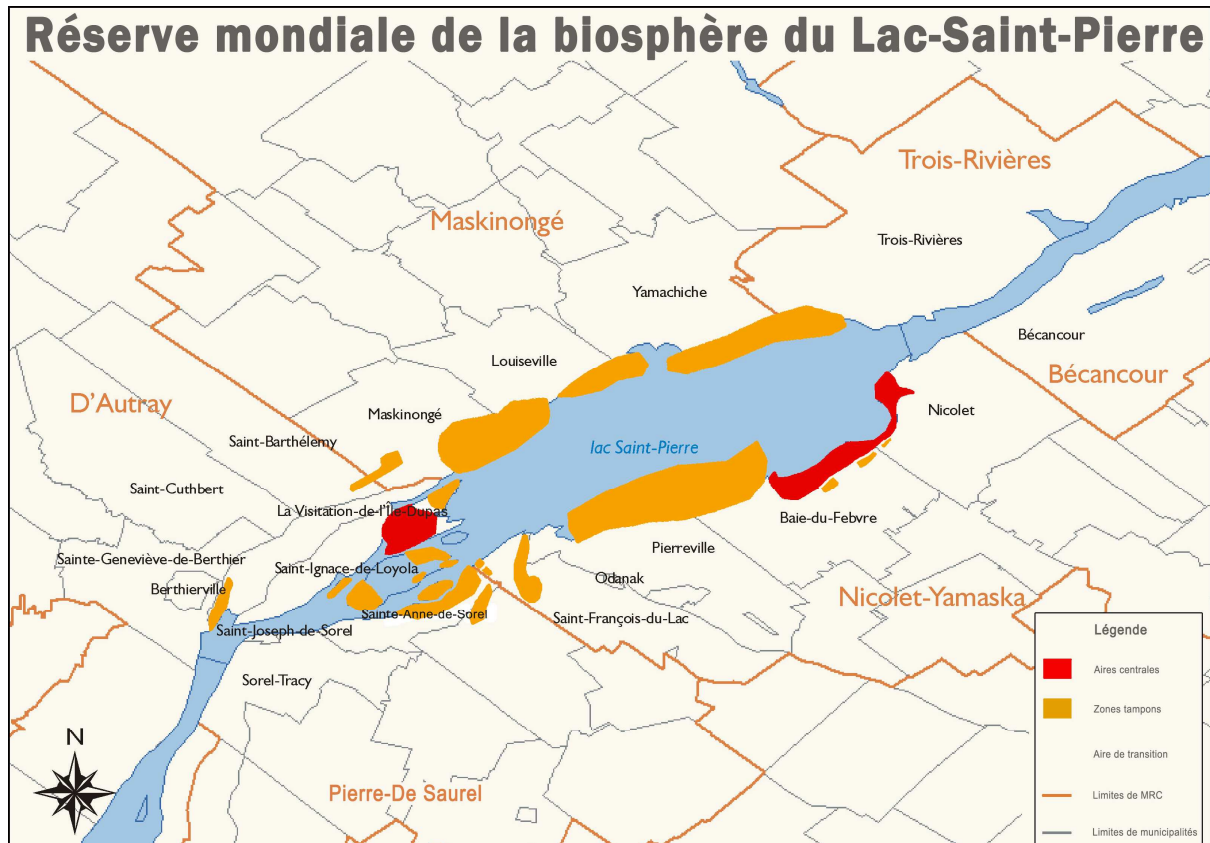 Réserve mondiale de la biosphère du Lac-Saint-Pierre
Trois-Rivières
Maskinongé
Trois-Rivières
Yamachiche
Bécancour
Louiseville
Bécancour
D'Autray
Maskinongé
Nicolet
Saint-Barthélemy
lac Saint-Pierre
Saint-Cuthbert
La Visitation-de-l'Île-Dupas
Baie-du-Febvre
Pierreville
Sainte-Geneviève-de-Berthier
Saint-Ignace-de-Loyola
Odanak
Berthierville
Nicolet-Yamaska
Sainte-Anne-de-Sorel
Saint-François-du-Lac
Saint-Joseph-de-Sorel
Sorel-Tracy
Pierre-De Saurel
N
Légende
Aires centrales
Zones tampons
Aire de transition
Limites de MRC
Limites de municipalités